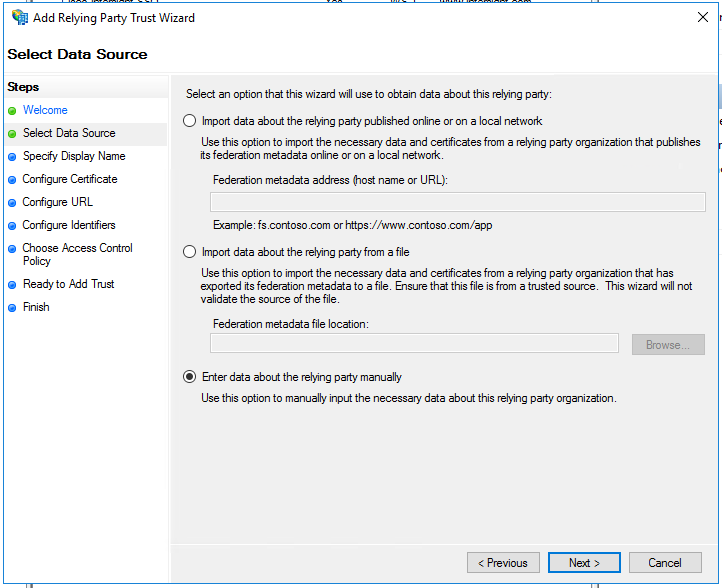 Add Relying Party Trust Wizard
Select Data Source
Steps
Welcome
Select Data Source
Specify Display Name
Configure Certificate
Configure URL
Configure Identifiers
Choose Access Control
Policy
Ready to Add Trust
Finish
Select an option that this wizard will use to obtain data about this relying party:
Import data about the relying party published online or on a local network
Use this option to import the necessary data and certificates from a relying party organization that publishes
its federation metadata online or on a local network.
Federation metadata address (host name or URL):
Example: fs.contoso.com or https://www.contoso.com/app
Import data about the relying party from a file
Use this option to import the necessary data and certificates from a relying party organization that has
exported its federation metadata to a file. Ensure that this file is from a trusted source.  This wizard will not
validate the source of the file.
Federation metadata file location:
Browse...
Enter data about the relying party manually
Use this option to manually input the necessary data about this relying party organization.
< Previous
Next >
Cancel